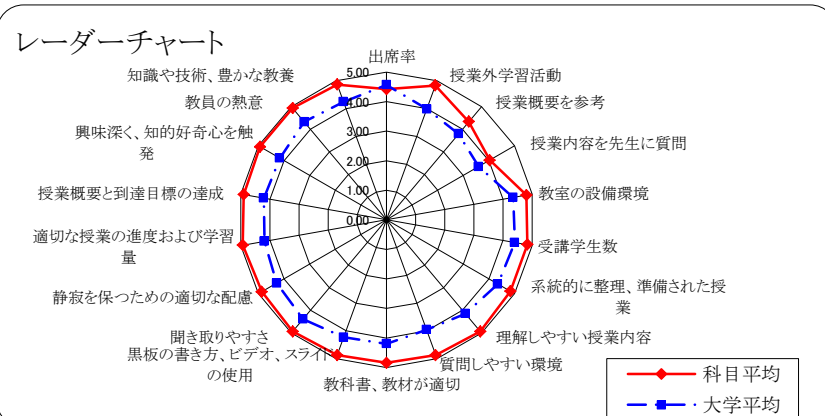 レーダーチャート
出席率
授業外学習活動
授業概要を参考
授業内容を先生に質問
教室の設備環境
受講学生数
系統的に整理、準備された授
業
理解しやすい授業内容
質問しやすい環境
教科書、教材が適切
黒板の書き方、ビデオ、スライド
の使用
聞き取りやすさ
静寂を保つための適切な配慮
適切な授業の進度および学習
量
授業概要と到達目標の達成
興味深く、知的好奇心を触
発
教員の熱意
知識や技術、豊かな教養
5.00
4.00
3.00
2.00
1.00
0.00
科目平均
大学平均